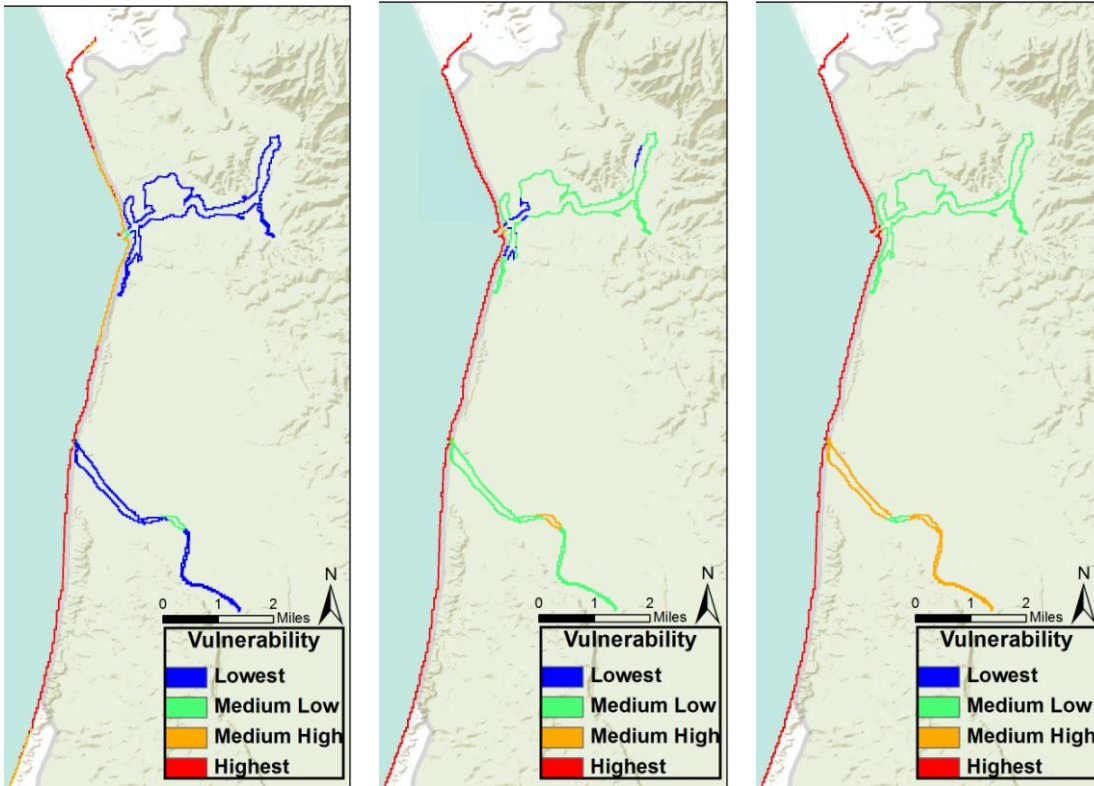 N
0 1 2
Miles
Vulnerability
Lowest
Medium Low
Medium High
Highest
N
0 1 2
Miles
Vulnerability
Lowest
Medium Low
Medium High
Highest
N
0 1 2
Miles
Vulnerability
Lowest
Medium Low
Medium High
Highest